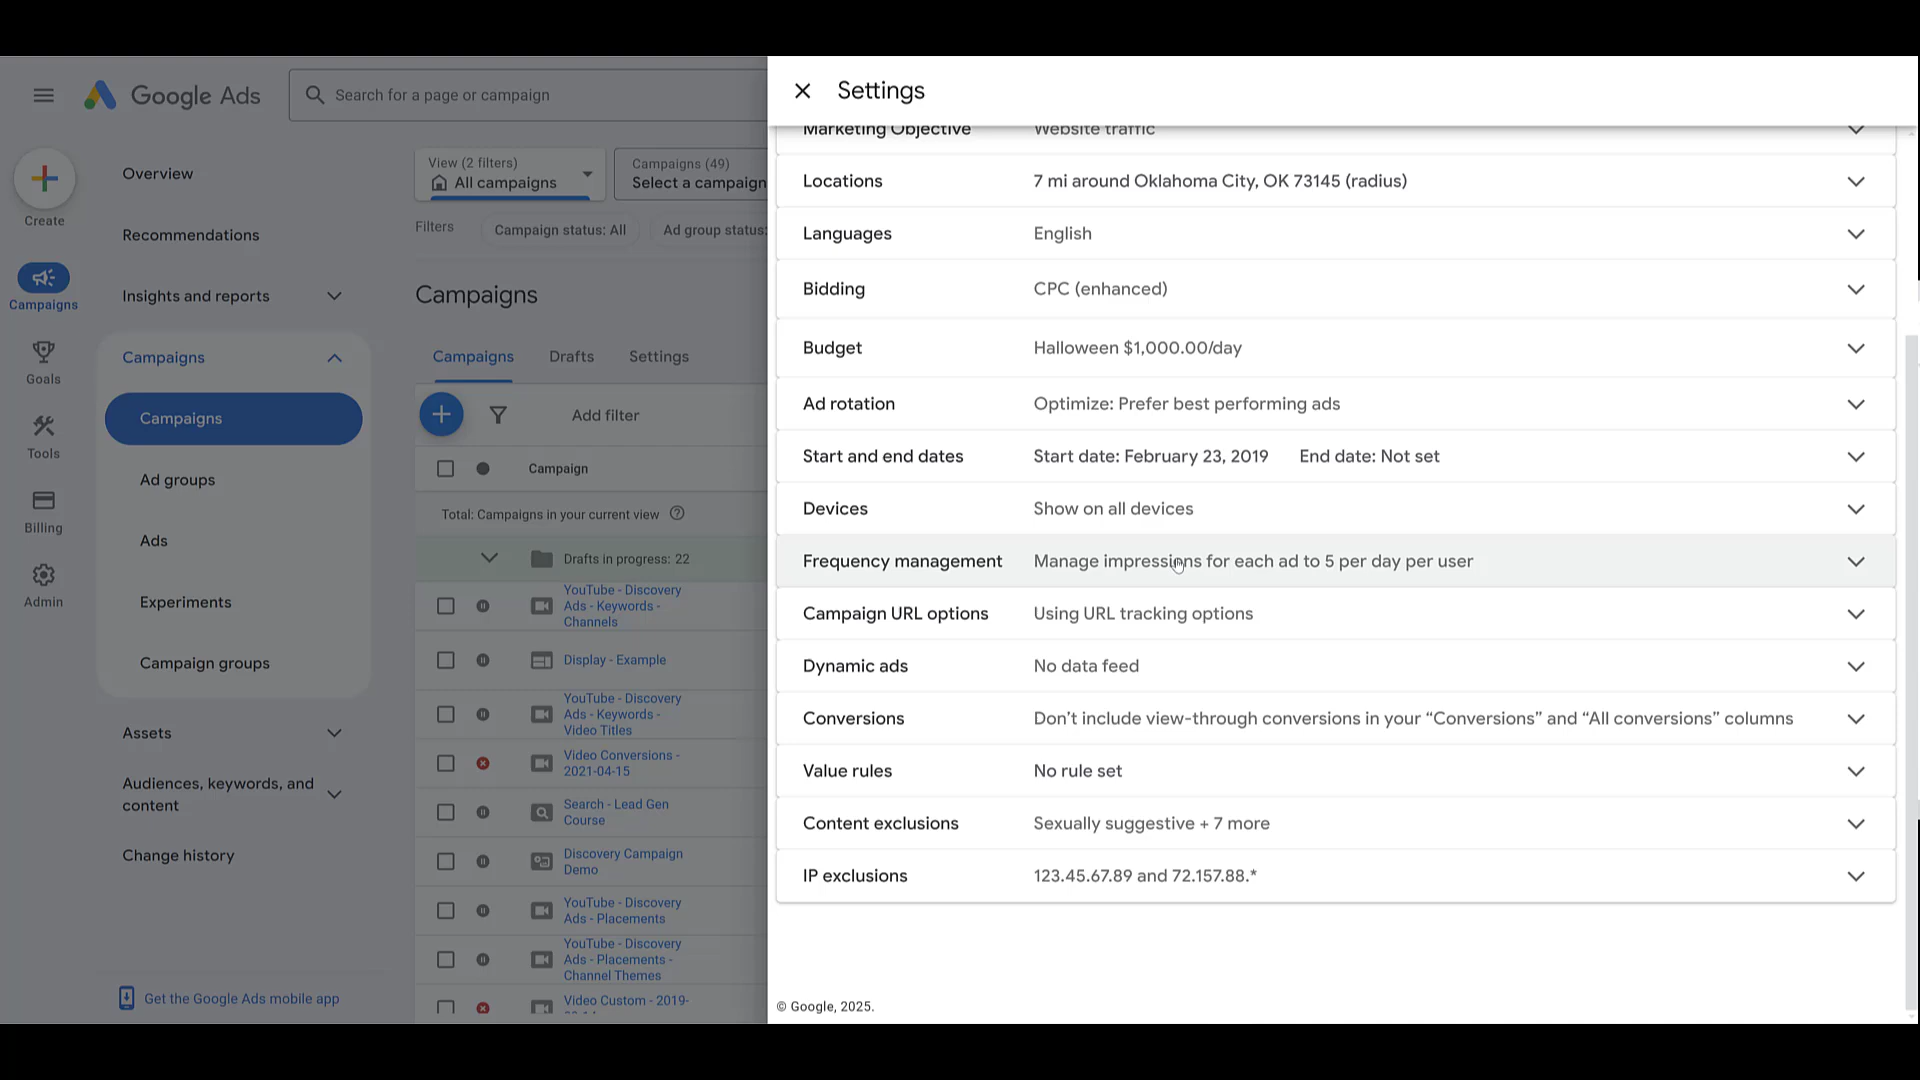 Google Ads
Search for a page or campaign
Create
Campaigns
Goals
Tools
Billing
Admin
Overview
Recommendations
Insights and reports
Campaigns
Campaigns
Ad groups
Ads
Experiments
Campaign groups
Assets
Audiences, keywords, and
content
Change history
Get the Google Ads mobile app
View (2 filters)
All campaigns
Campaigns (49)
Select a campaign
Filters
Campaign status: All
Ad group status:
Campaigns
Campaigns
Drafts
Settings
Add filter
Campaign
Total: Campaigns in your current view
Drafts in progress: 22
YouTube - Discovery
Ads - Keywords -
Channels
Display - Example
YouTube - Discovery
Ads - Keywords -
Video Titles
Video Conversions -
2021-04-15
Search - Lead Gen
Course
Discovery Campaign
Demo
YouTube - Discovery
Ads - Placements
YouTube - Discovery
Ads - Placements -
Channel Themes
Video Custom - 2019-
Settings
Marketing Objective Website traffic
Locations 7 mi around Oklahoma City, OK 73145 (radius)
Languages English
Bidding CPC (enhanced)
Budget Halloween $1,000.00/day
Ad rotation Optimize: Prefer best performing ads
Start and end dates Start date: February 23, 2019 End date: Not set
Devices Show on all devices
Frequency management Manage impressions for each ad to 5 per day per user
Campaign URL options Using URL tracking options
Dynamic ads No data feed
Conversions Don't include view-through conversions in your “Conversions” and “All conversions” columns
Value rules No rule set
Content exclusions Sexually suggestive + 7 more
IP exclusions 123.45.67.89 and 72.157.88.*
© Google, 2025.